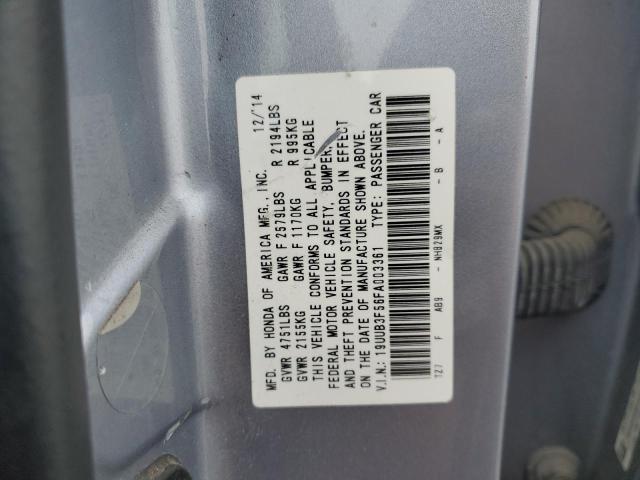 MFD. BY HONDA OF AMERICA MFG., INC. 12/'14
GVWR 4751LBS GAWR F 2579LBS R 2194LBS
GVWR 2155KG GAWR F 1170KG R 995KG
THIS VEHICLE CONFORMS TO ALL APPLICABLE
FEDERAL MOTOR VEHICLE SAFETY, BUMPER,
AND THEFT PREVENTION STANDARDS IN EFFECT
ON THE DATE OF MANUFACTURE SHOWN ABOVE.
V.I.N.: 19UUB3F56FA003361 TYPE: PASSENGER CAR
TZ7 F AB9 - NH829MX - B - A